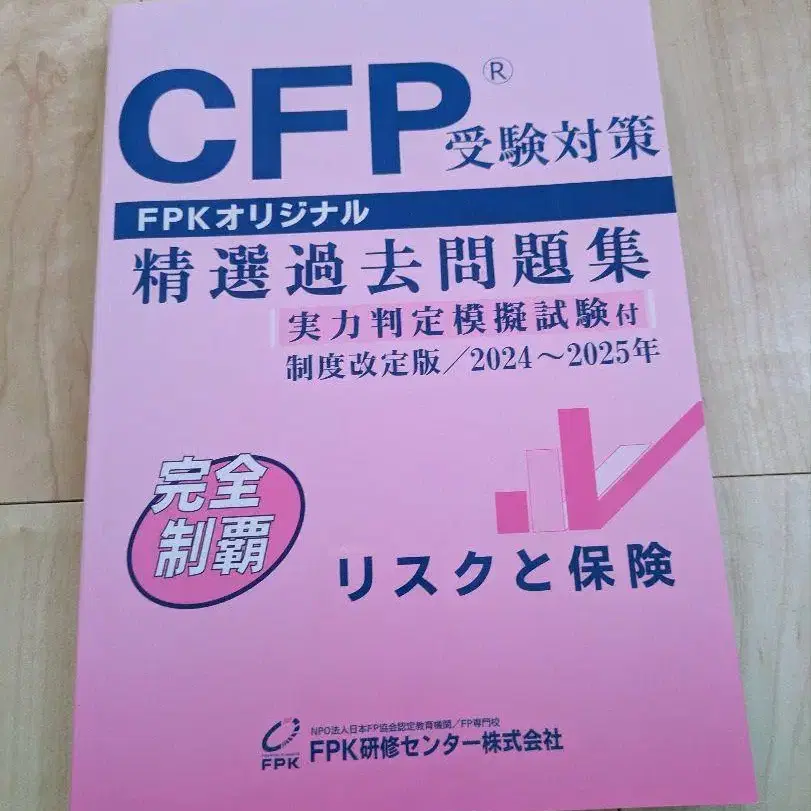 CFP®受験対策
FPKオリジナル
精選過去問題集
実力判定模擬試験付
制度改定版／2024～2025年
完全
制覇
リスクと保険
NPO法人日本FP協会認定教育機関／FP専門校
FPK研修センター株式会社
FPK